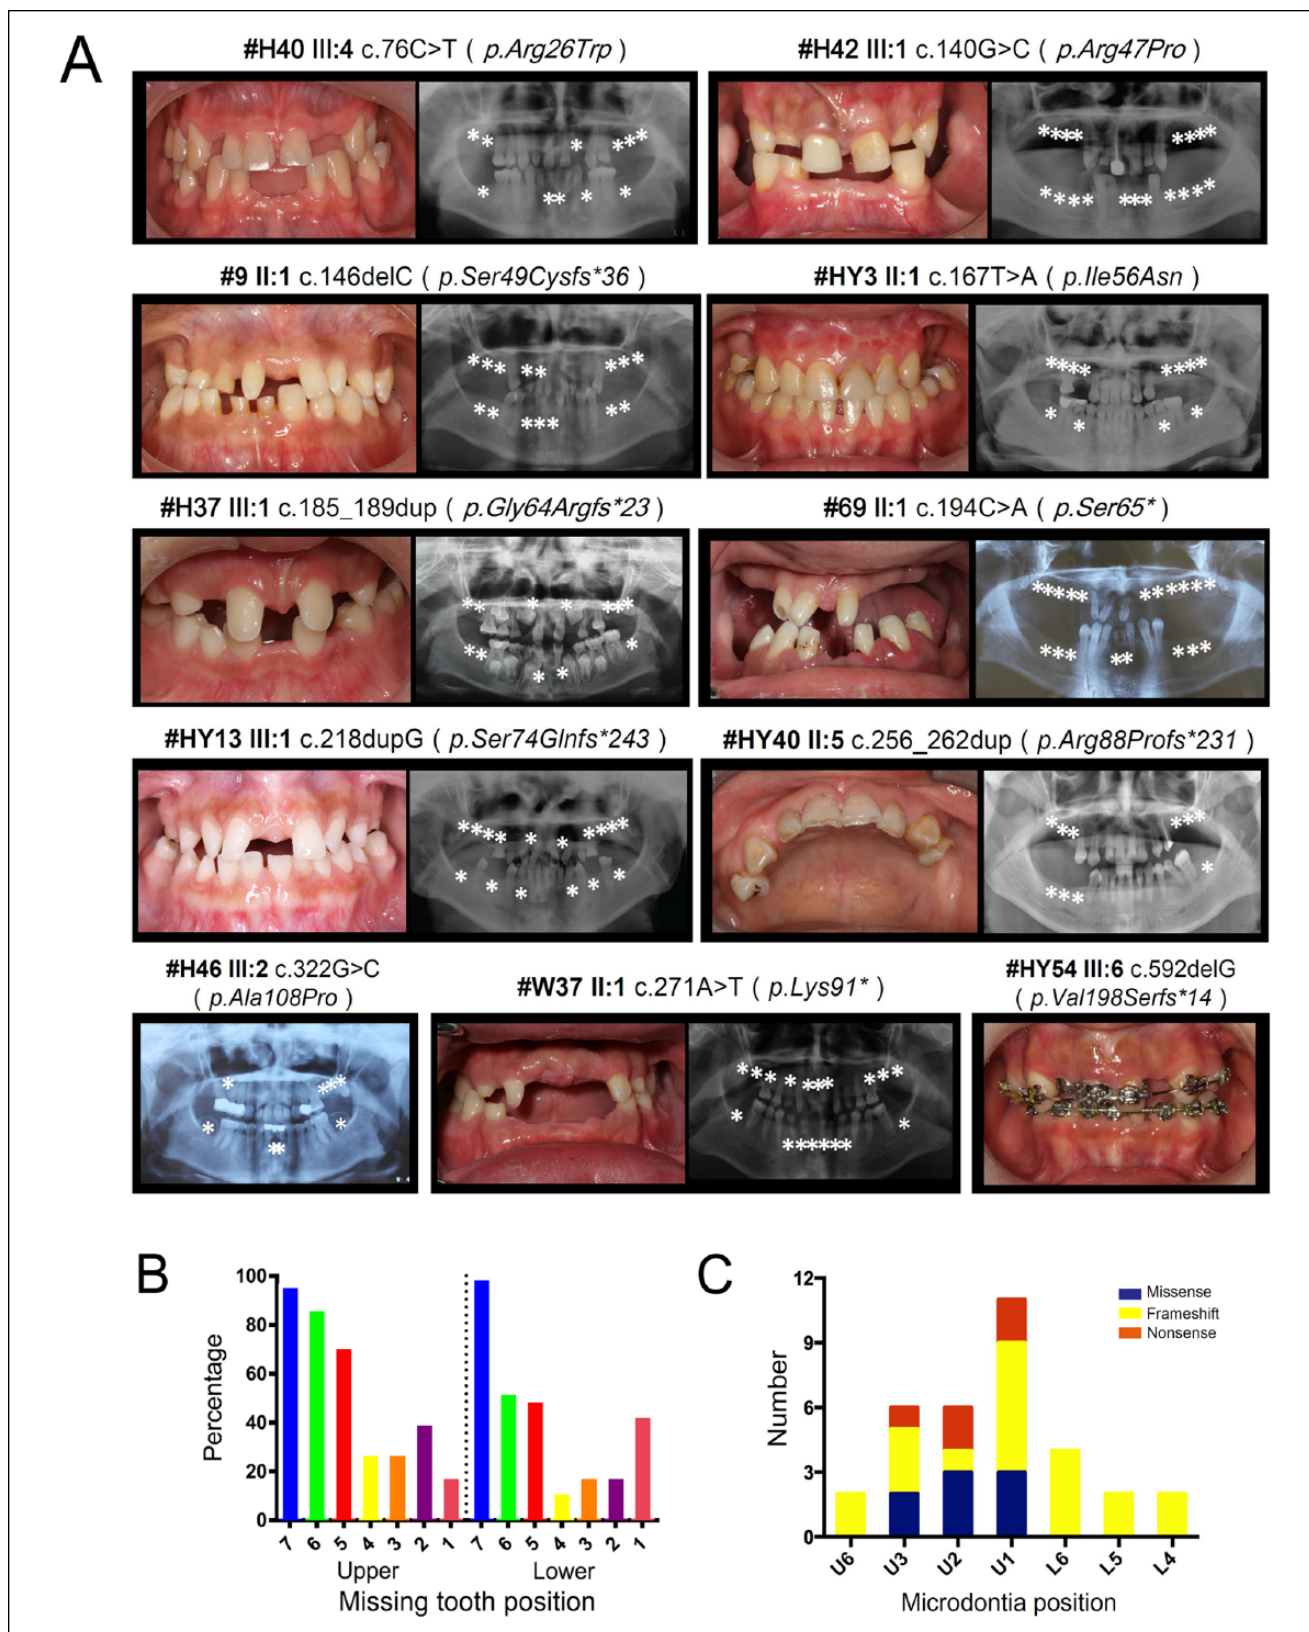 A
#H40 III:4 c.76C>T ( p.Arg26Trp )
#H42 III:1 c.140G>C ( p.Arg47Pro )
#9 II:1 c.146delC ( p.Ser49Cysfs*36 )
#HY3 II:1 c.167T>A ( p.Ile56Asn )
#H37 III:1 c.185_189dup ( p.Gly64Argfs*23 )
#69 II:1 c.194C>A ( p.Ser65* )
#HY13 III:1 c.218dupG ( p.Ser74Glnfs*243 )
#HY40 II:5 c.256_262dup ( p.Arg88Profs*231 )
#H46 III:2 c.322G>C
( p.Ala108Pro )
#W37 II:1 c.271A>T ( p.Lys91* )
#HY54 III:6 c.592delG
( p.Val198Serfs*14 )
B
Percentage
100
80
60
40
20
0
7 6 5 4 3 2 1 7 6 5 4 3 2 1
Upper Lower
Missing tooth position
C
Number
12
9
6
3
0
Missense
Frameshift
Nonsense
U6 U3 U2 U1 L6 L5 L4
Microdontia position